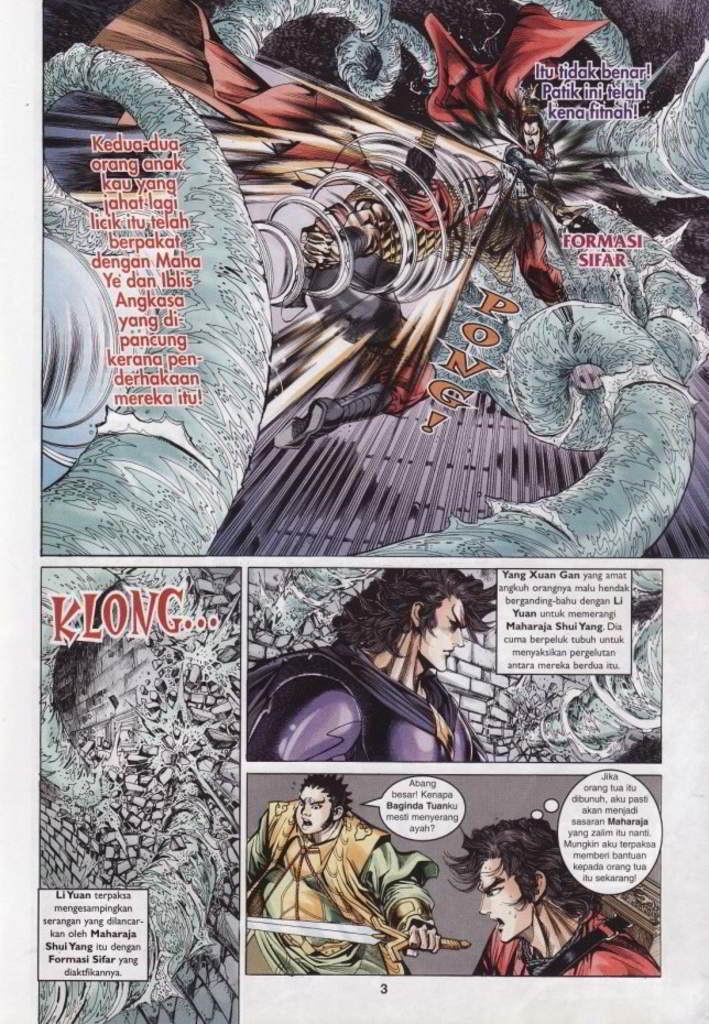 Itu tidak benar!
Patik ini telah
kena fitnah!
Kedua-dua
orang anak
kau yang
jahat lagi
licik itu telah
berpakat
dengan Maha
Ye dan Iblis
Angkasa
yang di-
pancung
kerana pen-
derhakaan
mereka itu!
FORMASI
SIFAR
PONG!
KLONG...
Li Yuan terpaksa
mengesampingkan
serangan yang dilancar-
kan oleh Maharaja
Shui Yang itu dengan
Formasi Sifar yang
diaktfikannya.
Yang Xuan Gan yang amat
angkuh orangnya malu hendak
berganding-bahu dengan Li
Yuan untuk memerangi
Maharaja Shui Yang. Dia
cuma berpeluk tubuh untuk
menyaksikan pergelutan
antara mereka berdua itu.
Abang
besar! Kenapa
Baginda Tuanku
mesti menyerang
ayah?
Jika
orang tua itu
dibunuh, aku pasti
akan menjadi
sasaran Maharaja
yang zalim itu nanti.
Mungkin aku terpaksa
memberi bantuan
kepada orang tua
itu sekarang!
3